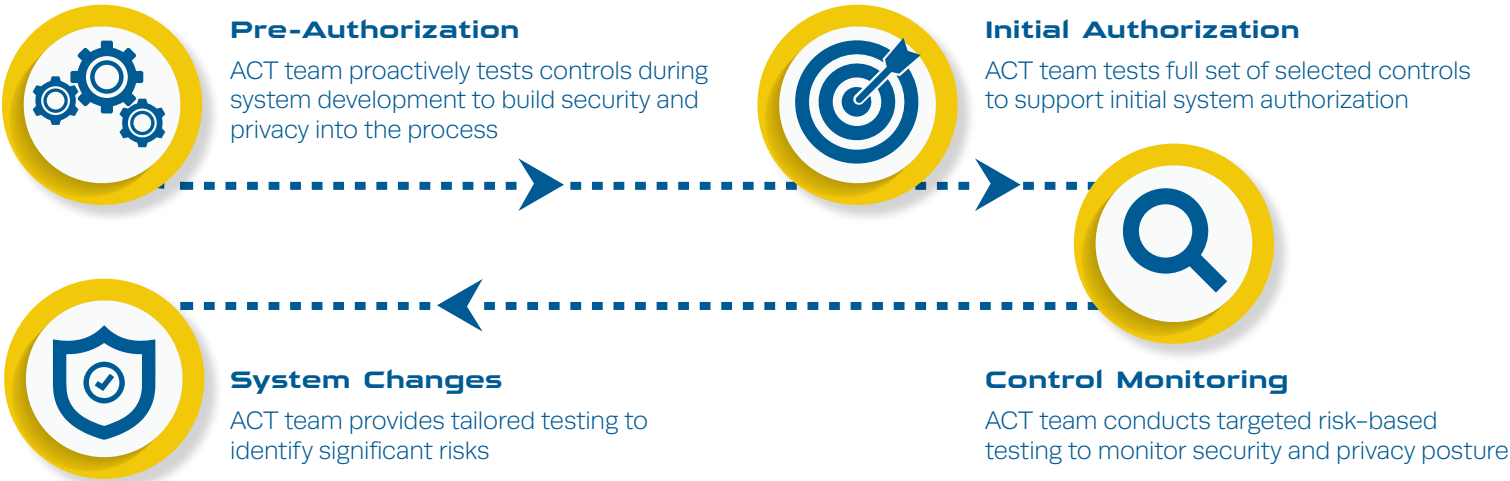 Pre-Authorization
ACT team proactively tests controls during
system development to build security and
privacy into the process
Initial Authorization
ACT team tests full set of selected controls
to support initial system authorization
Control Monitoring
ACT team conducts targeted risk-based
testing to monitor security and privacy posture
System Changes
ACT team provides tailored testing to
identify significant risks